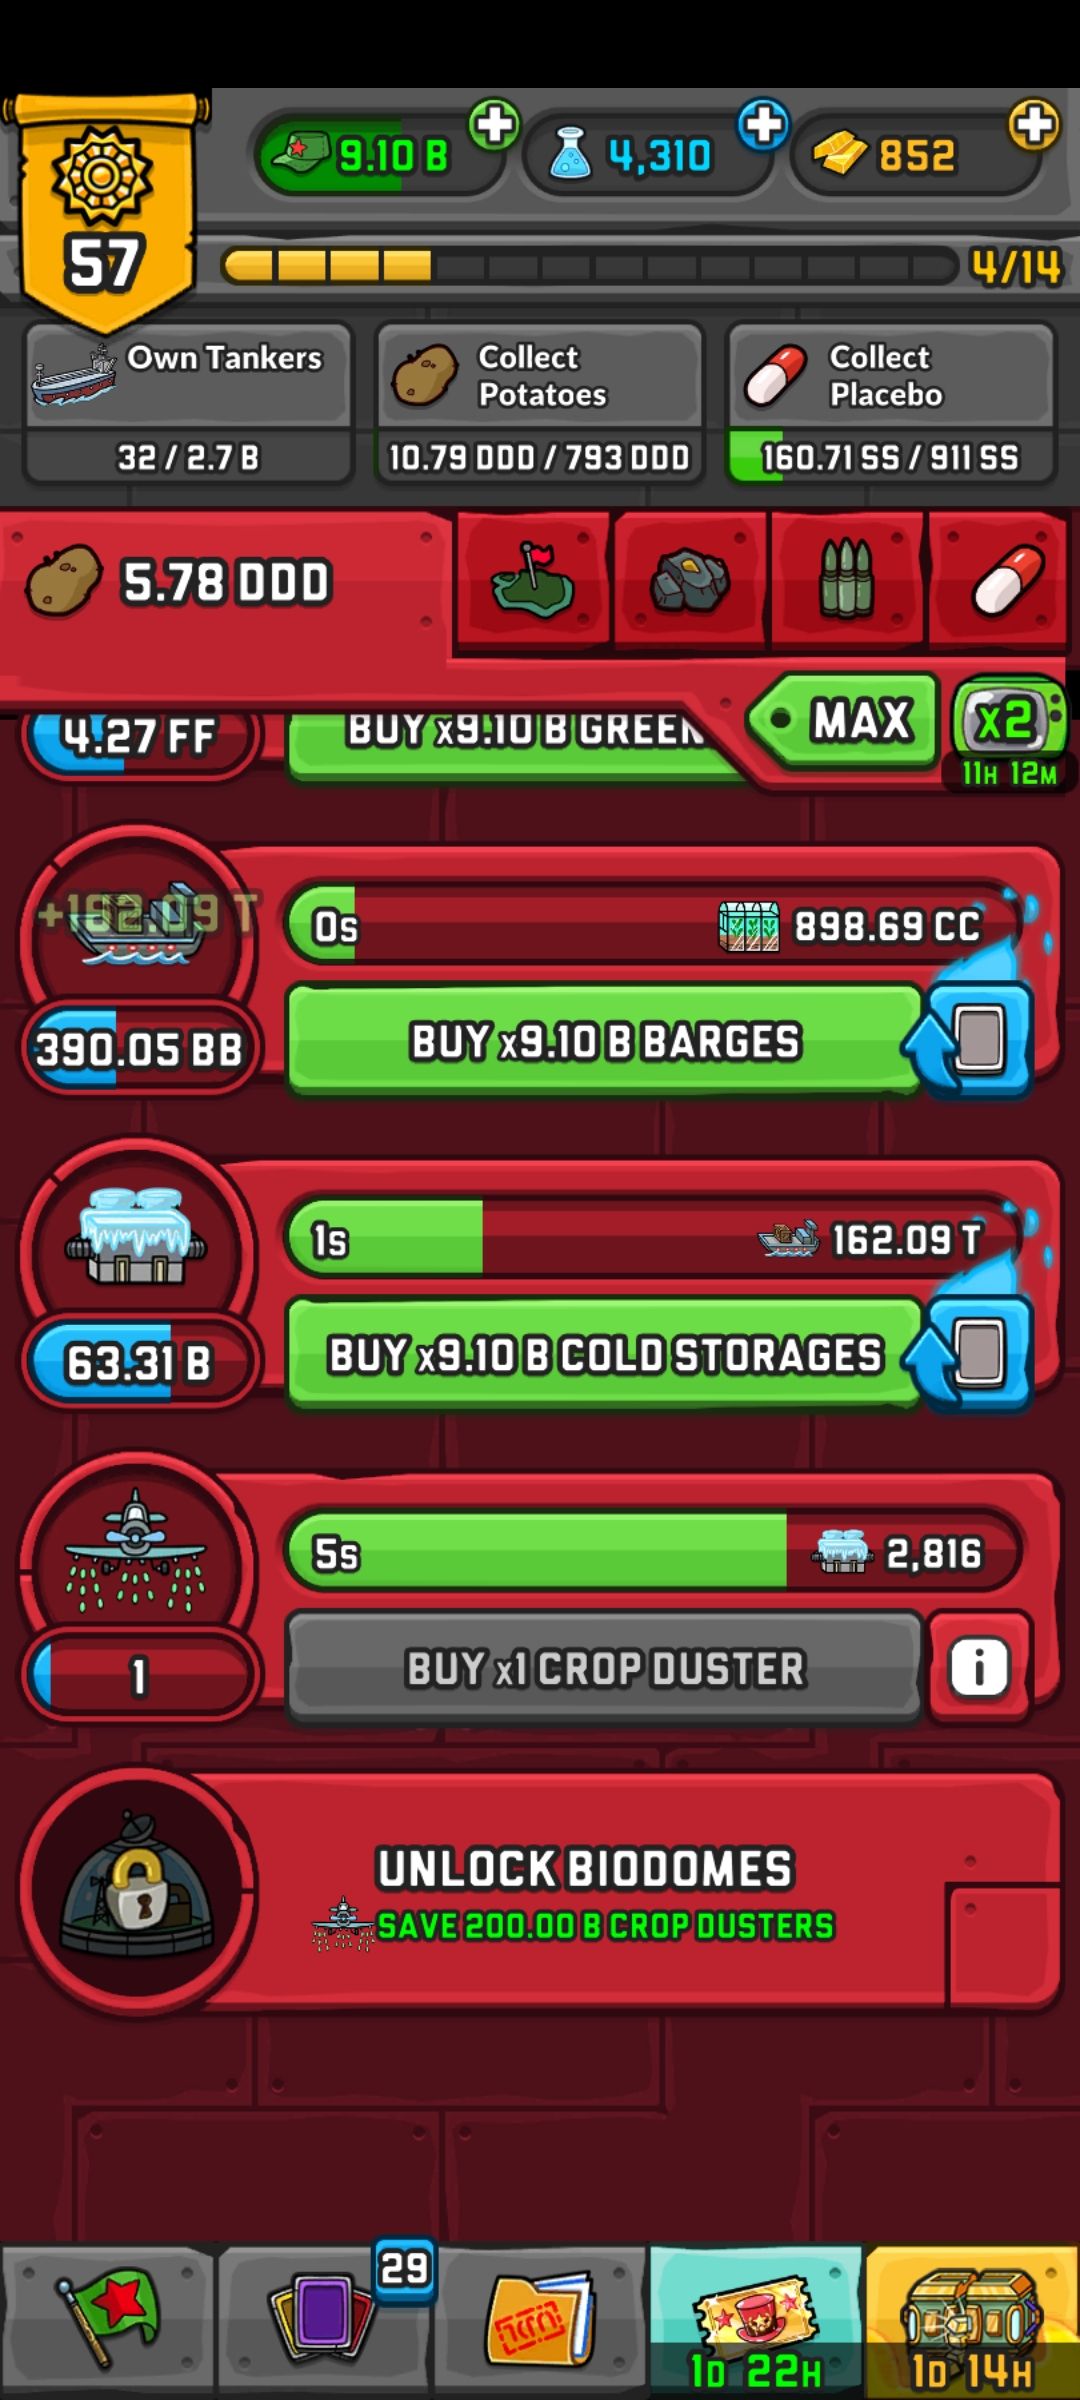 9.10 B
4,310
852
57
4/14
Own Tankers
32 / 2.7 B
Collect
Potatoes
10.79 DDD / 793 DDD
Collect
Placebo
160.71 SS / 911 SS
5.78 DDD
MAX
x2
11H 12M
4.27 FF
BUY x9.10 B GREEN
+162.09 T
0s
898.69 CC
390.05 BB
BUY x9.10 B BARGES
1s
162.09 T
63.31 B
BUY x9.10 B COLD STORAGES
5s
2,816
1
BUY x1 CROP DUSTER
i
UNLOCK BIODOMES
SAVE 200.00 B CROP DUSTERS
29
1D 22H
1D 14H